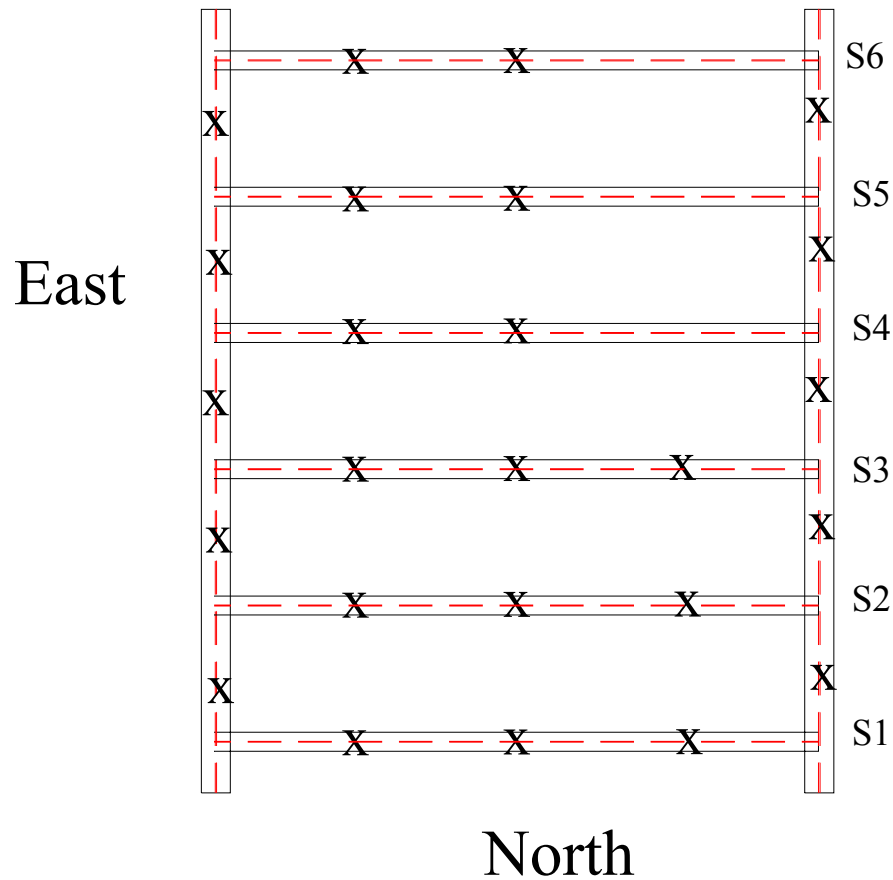 X X S6
X X
X X S5
X X
East
X X S4
X X
X X X S3
X X
X X X S2
X X
X X X S1
North